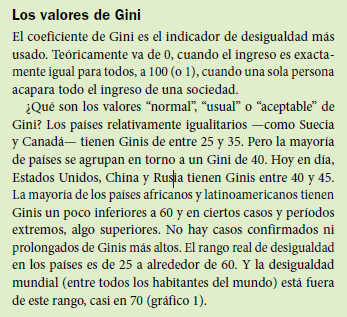 Los valores de Gini
El coeficiente de Gini es el indicador de desigualdad más
usado. Teóricamente va de 0, cuando el ingreso es exacta-
mente igual para todos, a 100 (o 1), cuando una sola persona
acapara todo el ingreso de una sociedad.
¿Qué son los valores “normal”, “usual” o “aceptable” de
Gini? Los países relativamente igualitarios —como Suecia
y Canadá— tienen Ginis de entre 25 y 35. Pero la mayoría
de países se agrupan en torno a un Gini de 40. Hoy en día,
Estados Unidos, China y Rusia tienen Ginis entre 40 y 45.
La mayoría de los países africanos y latinoamericanos tienen
Ginis un poco inferiores a 60 y en ciertos casos y períodos
extremos, algo superiores. No hay casos confirmados ni
prolongados de Ginis más altos. El rango real de desigualdad
en los países es de 25 a alrededor de 60. Y la desigualdad
mundial (entre todos los habitantes del mundo) está fuera
de este rango, casi en 70 (gráfico 1).